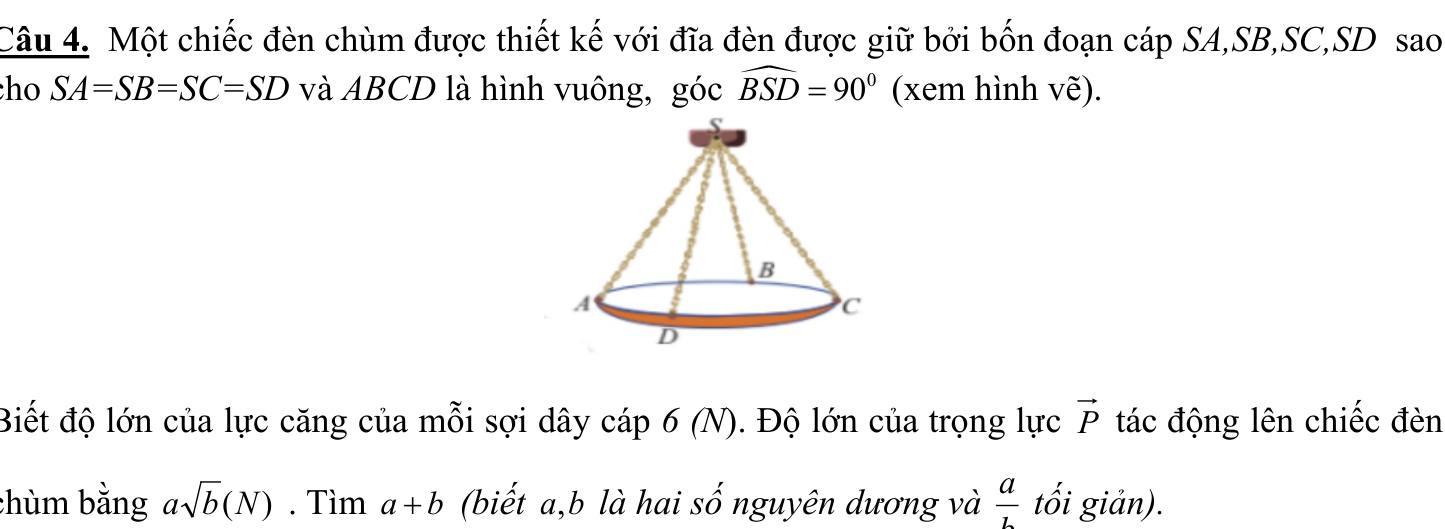 Câu 4. Một chiếc đèn chùm được thiết kế với đĩa đèn được giữ bởi bốn đoạn cáp SA,SB,SC,SD sao
cho SA=SB=SC=SD và ABCD là hình vuông, góc \widehat{BSD} = 90⁰ (xem hình vẽ).
S
B
A
C
D
Biết độ lớn của lực căng của mỗi sợi dây cáp 6 (N). Độ lớn của trọng lực \vec{P} tác động lên chiếc đèn
chùm bằng a√b(N) . Tìm a+b (biết a,b là hai số nguyên dương và a/b tối giản).